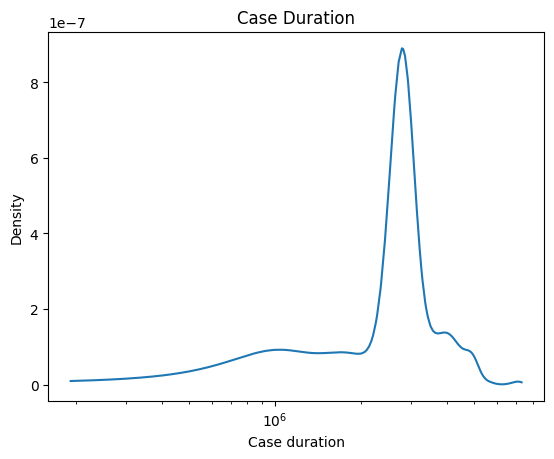 Case Duration
1e−7
8
6
4
2
0
Density
10⁶
Case duration